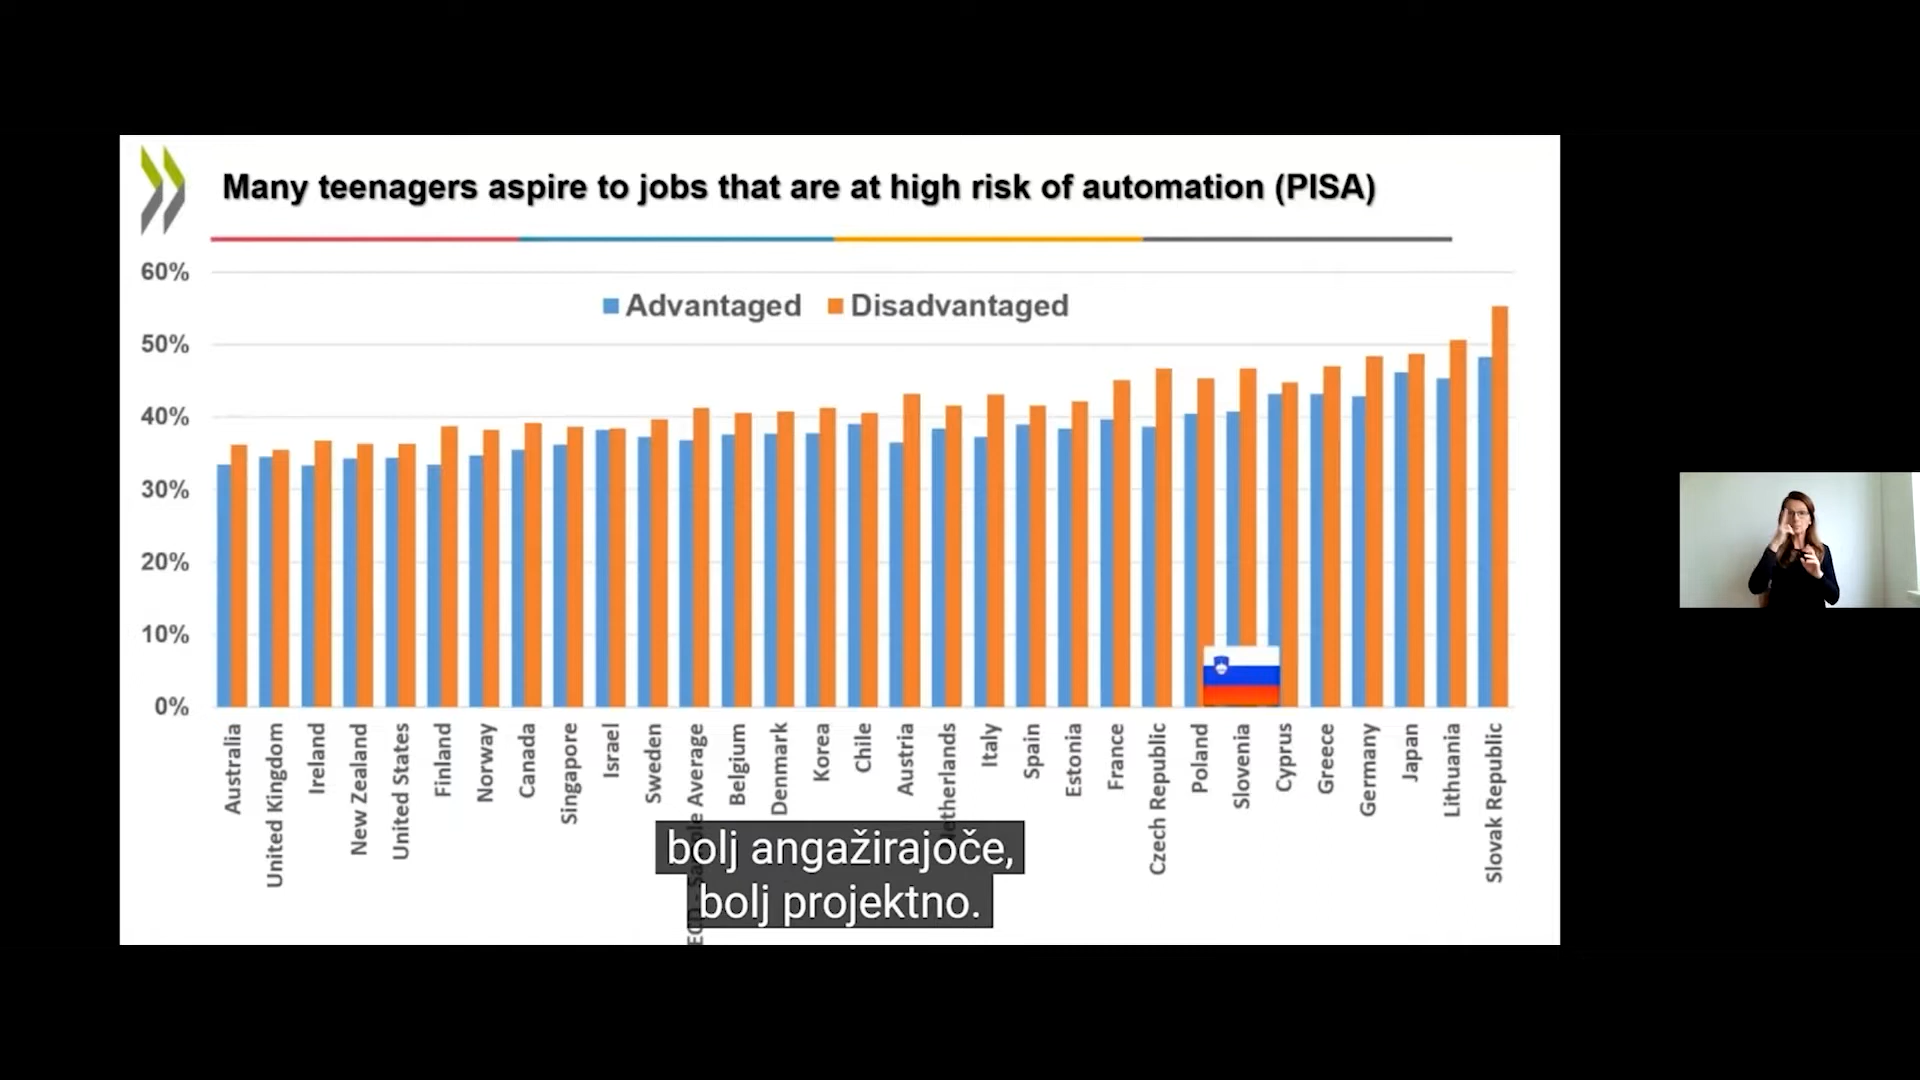 Many teenagers aspire to jobs that are at high risk of automation (PISA)
Advantaged Disadvantaged
60%
50%
40%
30%
20%
10%
0%
Australia
United Kingdom
Ireland
New Zealand
United States
Finland
Norway
Canada
Singapore
Israel
Sweden
Average
Belgium
Denmark
Korea
Chile
Austria
Netherlands
Italy
Spain
Estonia
France
Czech Republic
Poland
Slovenia
Cyprus
Greece
Germany
Japan
Lithuania
Slovak Republic
bolj angažirajoče,
bolj projektno.